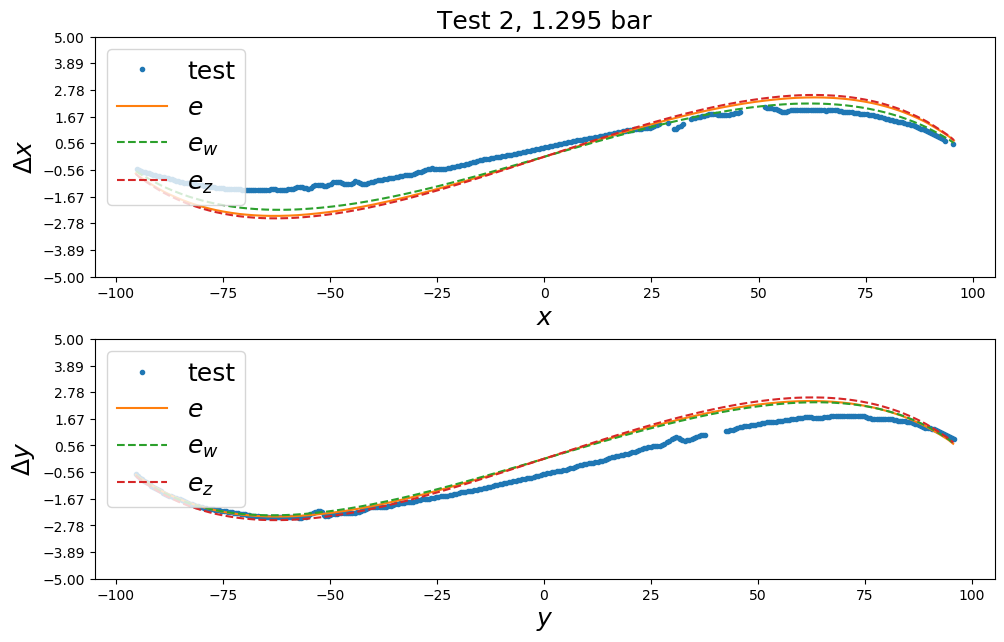 Test 2, 1.295 bar
5.00
3.89
2.78
1.67
0.56
−0.56
−1.67
−2.78
−3.89
−5.00
Δx
test
e
e_w
e_z
−100
−75
−50
−25
0
25
50
75
100
x
5.00
3.89
2.78
1.67
0.56
−0.56
−1.67
−2.78
−3.89
−5.00
Δy
test
e
e_w
e_z
−100
−75
−50
−25
0
25
50
75
100
y